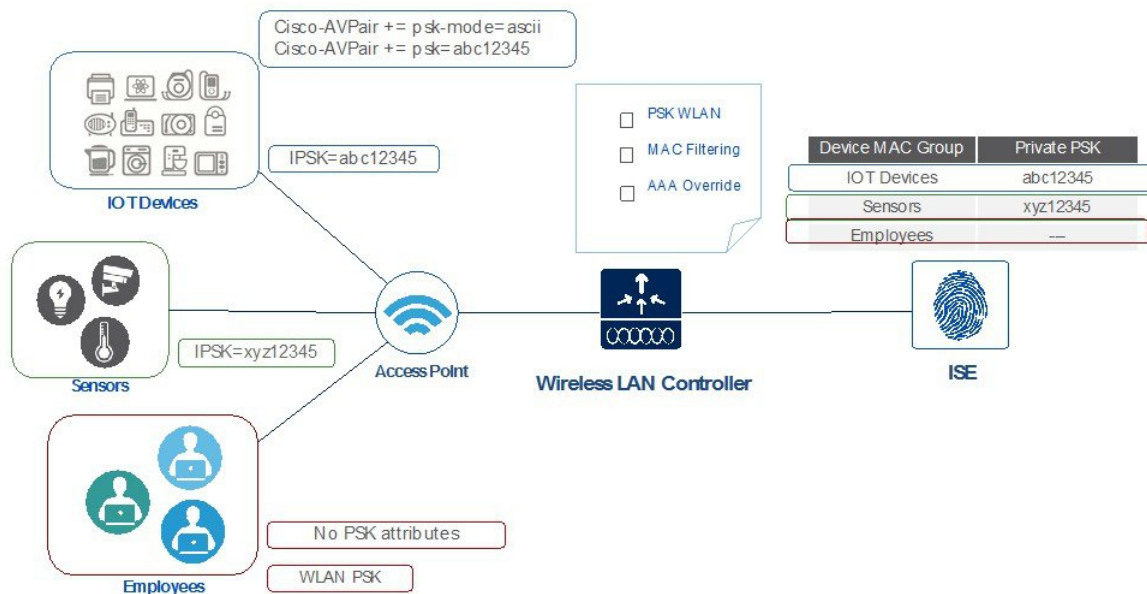 Cisco-AVPair += psk-mode=ascii
Cisco-AVPair += psk=abc12345
IPSK=abc12345
IOT Devices
PSK WLAN
MAC Filtering
AAA Override
Device MAC Group Private PSK
IOT Devices abc12345
Sensors xyz12345
Employees ---
IPSK=xyz12345
Sensors
Access Point
Wireless LAN Controller
ISE
No PSK attributes
WLAN PSK
Employees